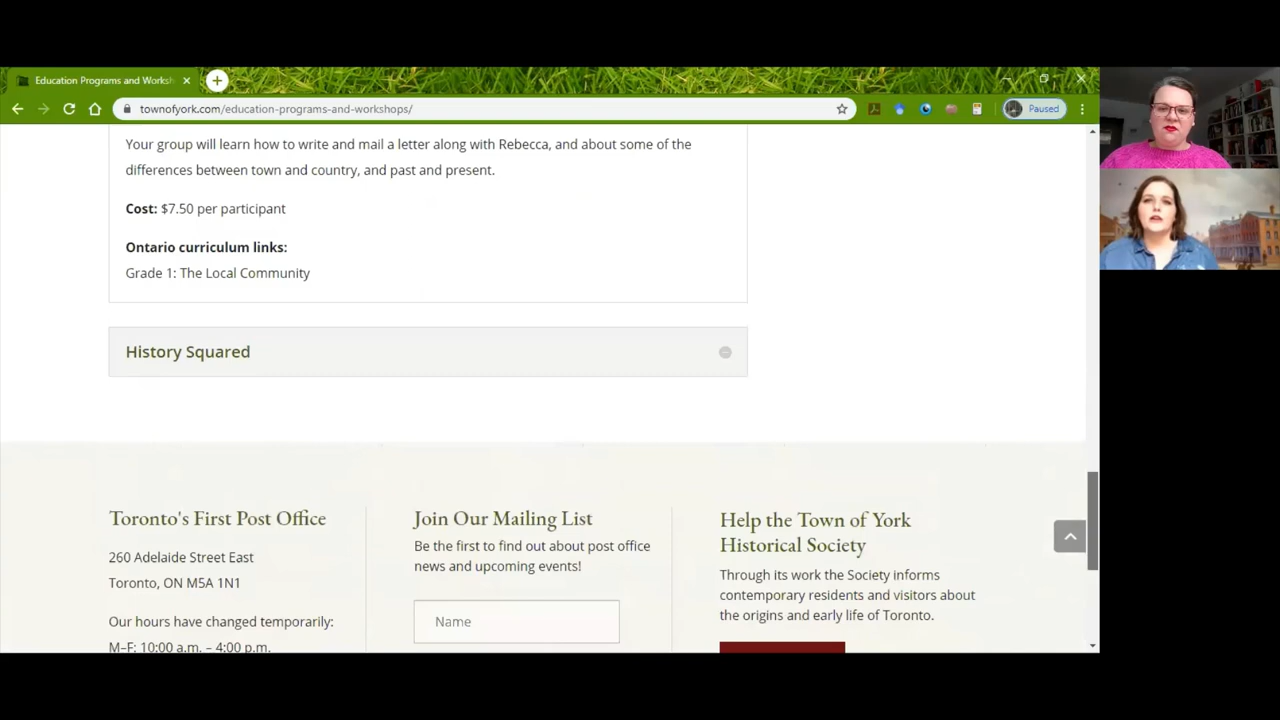 Education Programs and Worksh
townofyork.com/education-programs-and-workshops/
Paused
Your group will learn how to write and mail a letter along with Rebecca, and about some of the
differences between town and country, and past and present.
Cost: $7.50 per participant
Ontario curriculum links:
Grade 1: The Local Community
History Squared
Toronto's First Post Office
260 Adelaide Street East
Toronto, ON M5A 1N1
Our hours have changed temporarily:
M–F: 10:00 a.m. – 4:00 p.m.
Join Our Mailing List
Be the first to find out about post office
news and upcoming events!
Name
Help the Town of York
Historical Society
Through its work the Society informs
contemporary residents and visitors about
the origins and early life of Toronto.